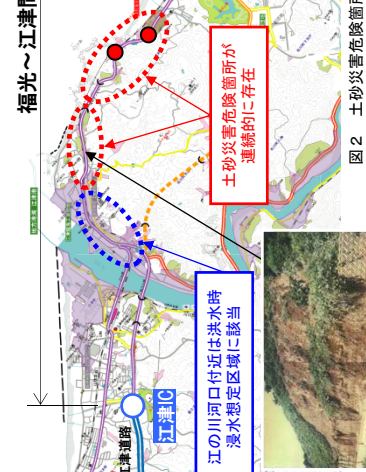 福光～江津間
土砂災害危険箇所が
連続的に存在
江の川河口付近は洪水時
浸水想定区域に該当
江津IC
江津道路
図2 土砂災害危険箇所